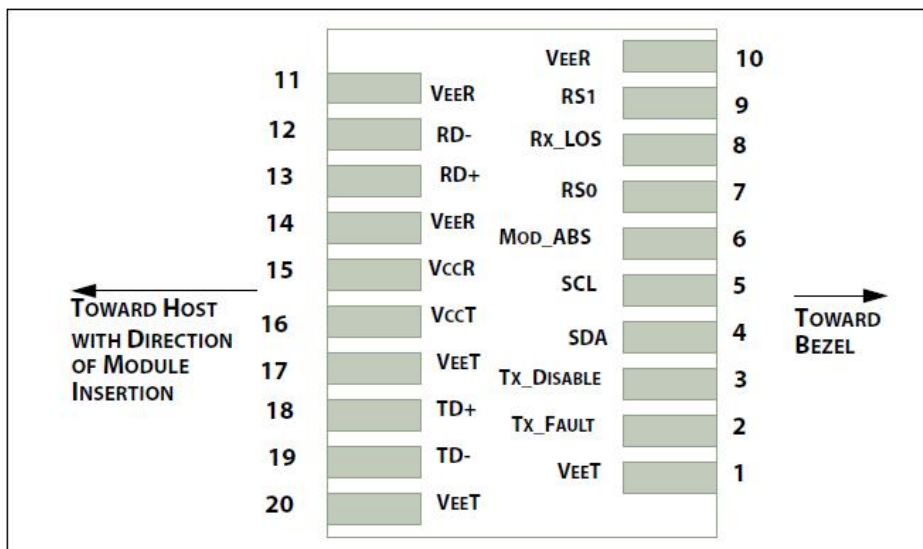 11 VEER
12 RD-
13 RD+
14 VEER
15 VCCR
16 VCCT
17 VEET
18 TD+
19 TD-
20 VEET
VEER 10
RS1 9
RX_LOS 8
RS0 7
MOD_ABS 6
SCL 5
SDA 4
TX_DISABLE 3
TX_FAULT 2
VEET 1
TOWARD HOST
WITH DIRECTION
OF MODULE
INSERTION
TOWARD
BEZEL